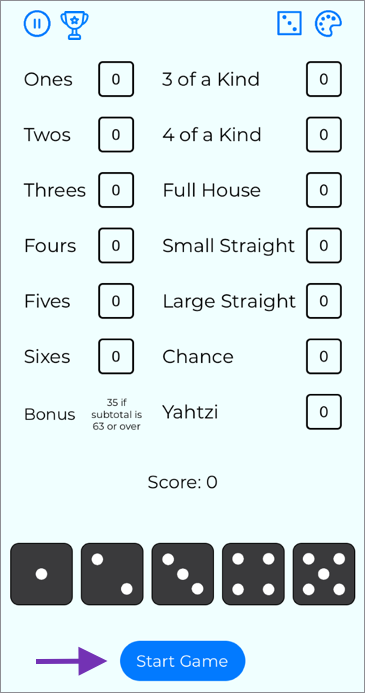 Ones 0 3 of a Kind 0
Twos 0 4 of a Kind 0
Threes 0 Full House 0
Fours 0 Small Straight 0
Fives 0 Large Straight 0
Sixes 0 Chance 0
Bonus 35 if
subtotal is
63 or over
Yahtzi 0
Score: 0
Start Game